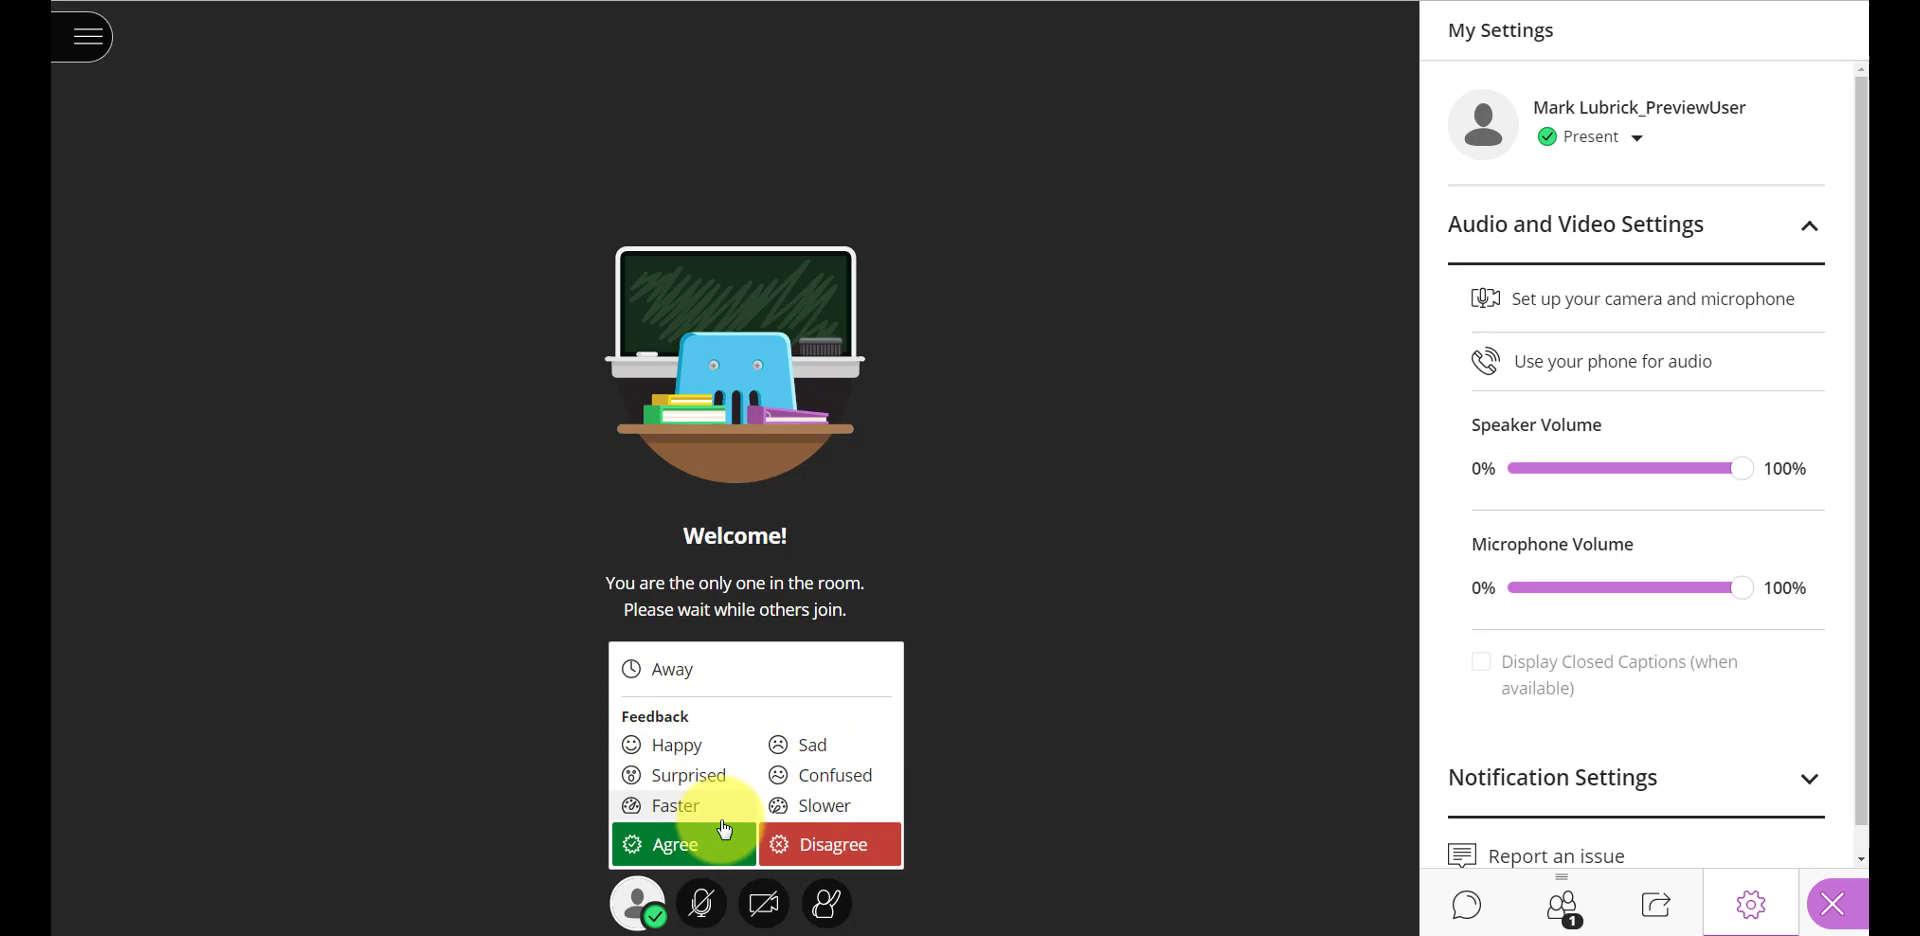 My Settings
Mark Lubrick_PreviewUser
Present
Audio and Video Settings
Set up your camera and microphone
Use your phone for audio
Speaker Volume
0% 100%
Microphone Volume
0% 100%
Display Closed Captions (when
available)
Notification Settings
Report an issue
1
Welcome!
You are the only one in the room.
Please wait while others join.
Away
Feedback
Happy Sad
Surprised Confused
Faster Slower
Agree Disagree